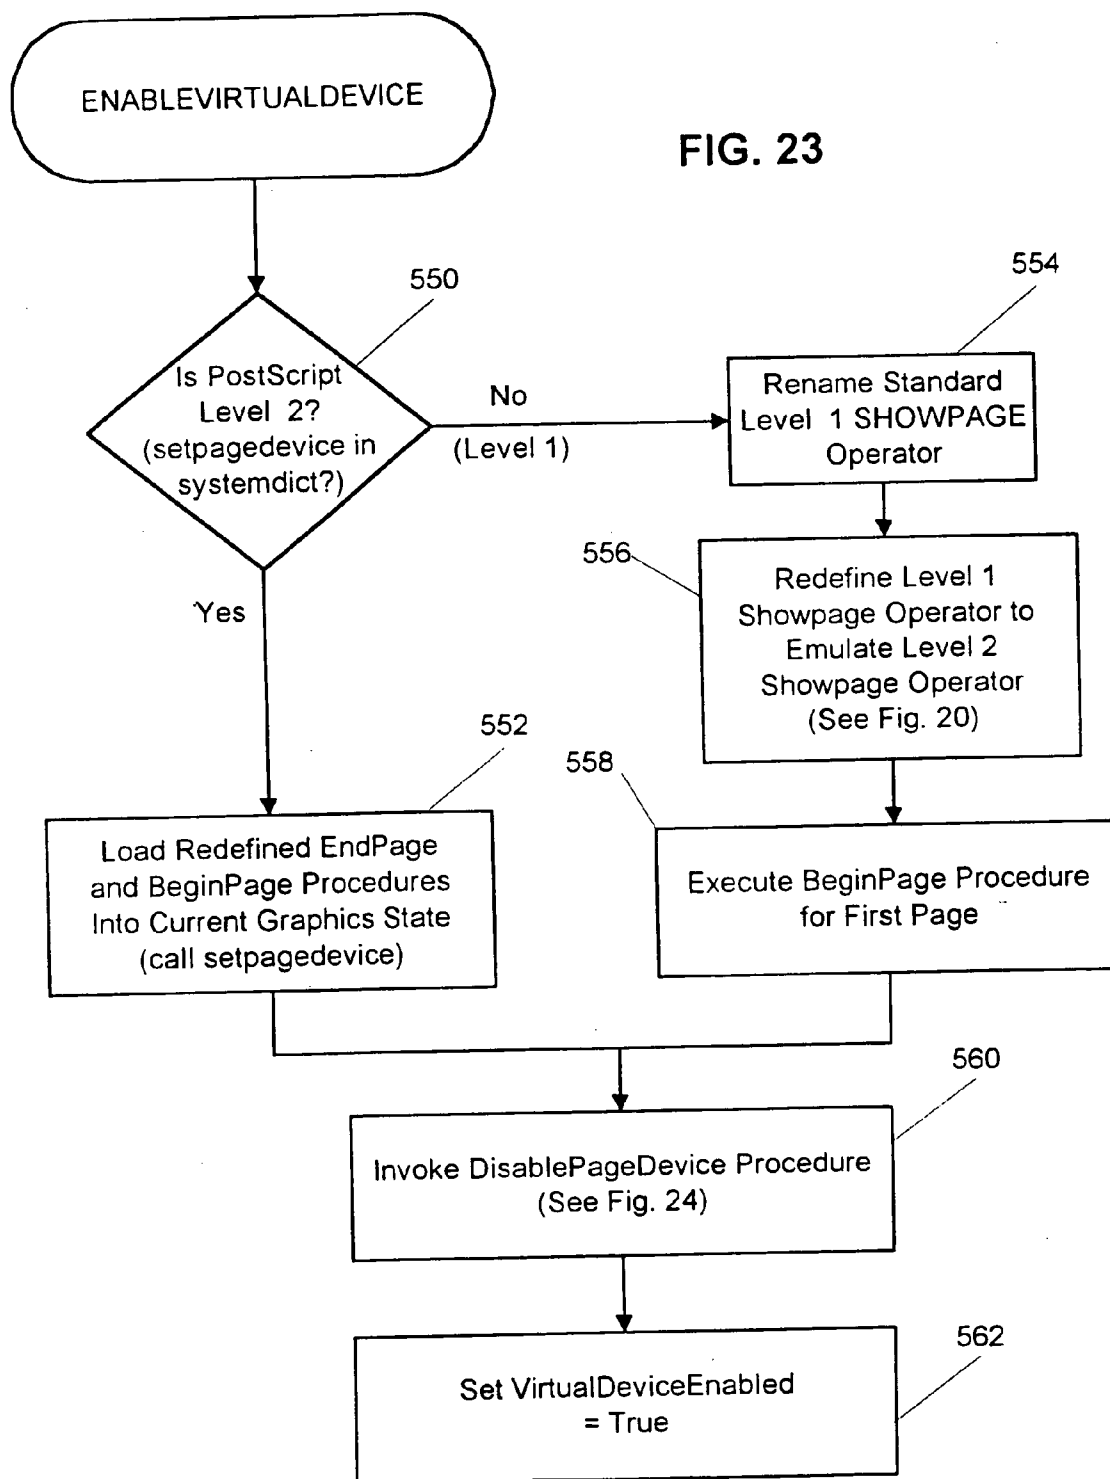 ENABLEVIRTUALDEVICE
FIG. 23
550
Is PostScript
Level 2?
(setpagedevice in
systemdict?)
No
(Level 1)
Yes
554
Rename Standard
Level 1 SHOWPAGE
Operator
556
Redefine Level 1
Showpage Operator to
Emulate Level 2
Showpage Operator
(See Fig. 20)
552
Load Redefined EndPage
and BeginPage Procedures
Into Current Graphics State
(call setpagedevice)
558
Execute BeginPage Procedure
for First Page
560
Invoke DisablePageDevice Procedure
(See Fig. 24)
562
Set VirtualDeviceEnabled
= True